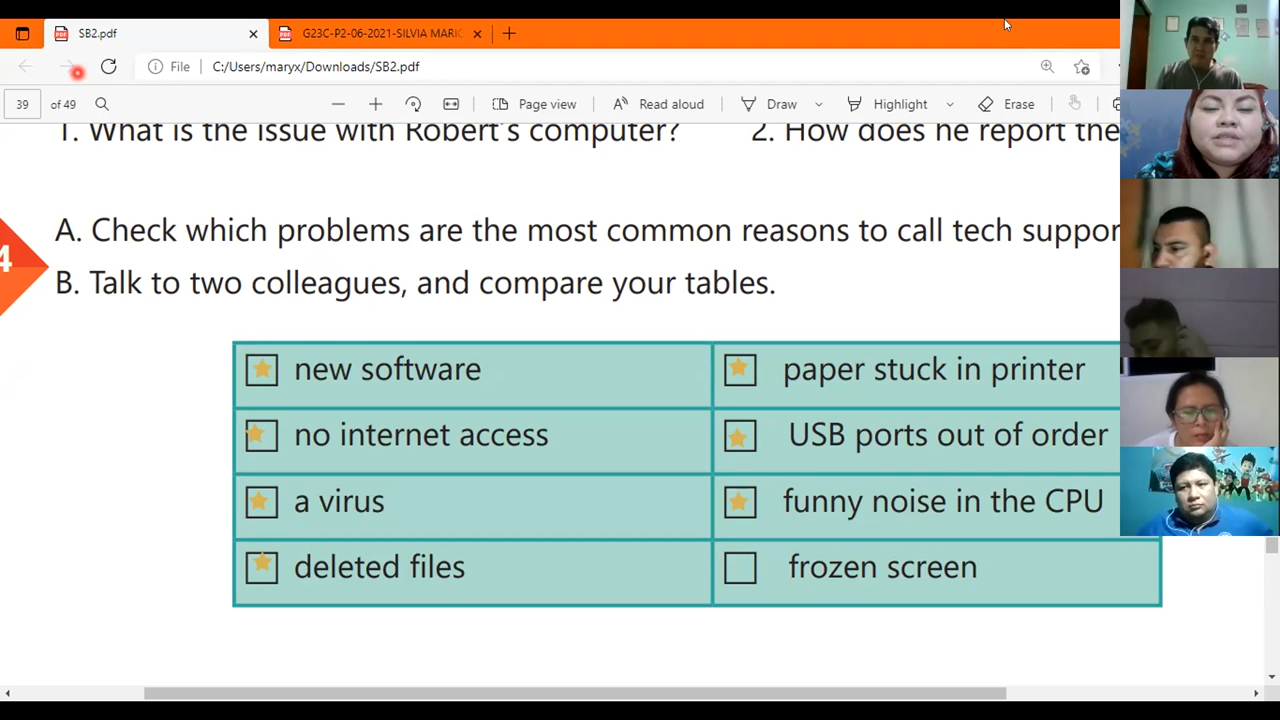 SB2.pdf
G23C-P2-06-2021-SILVIA MARIC
File C:/Users/maryx/Downloads/SB2.pdf
39 of 49 Page view Read aloud Draw Highlight Erase
1. What is the issue with Robert's computer? 2. How does he report the
4
A. Check which problems are the most common reasons to call tech suppor
B. Talk to two colleagues, and compare your tables.
new software paper stuck in printer
no internet access USB ports out of order
a virus funny noise in the CPU
deleted files frozen screen